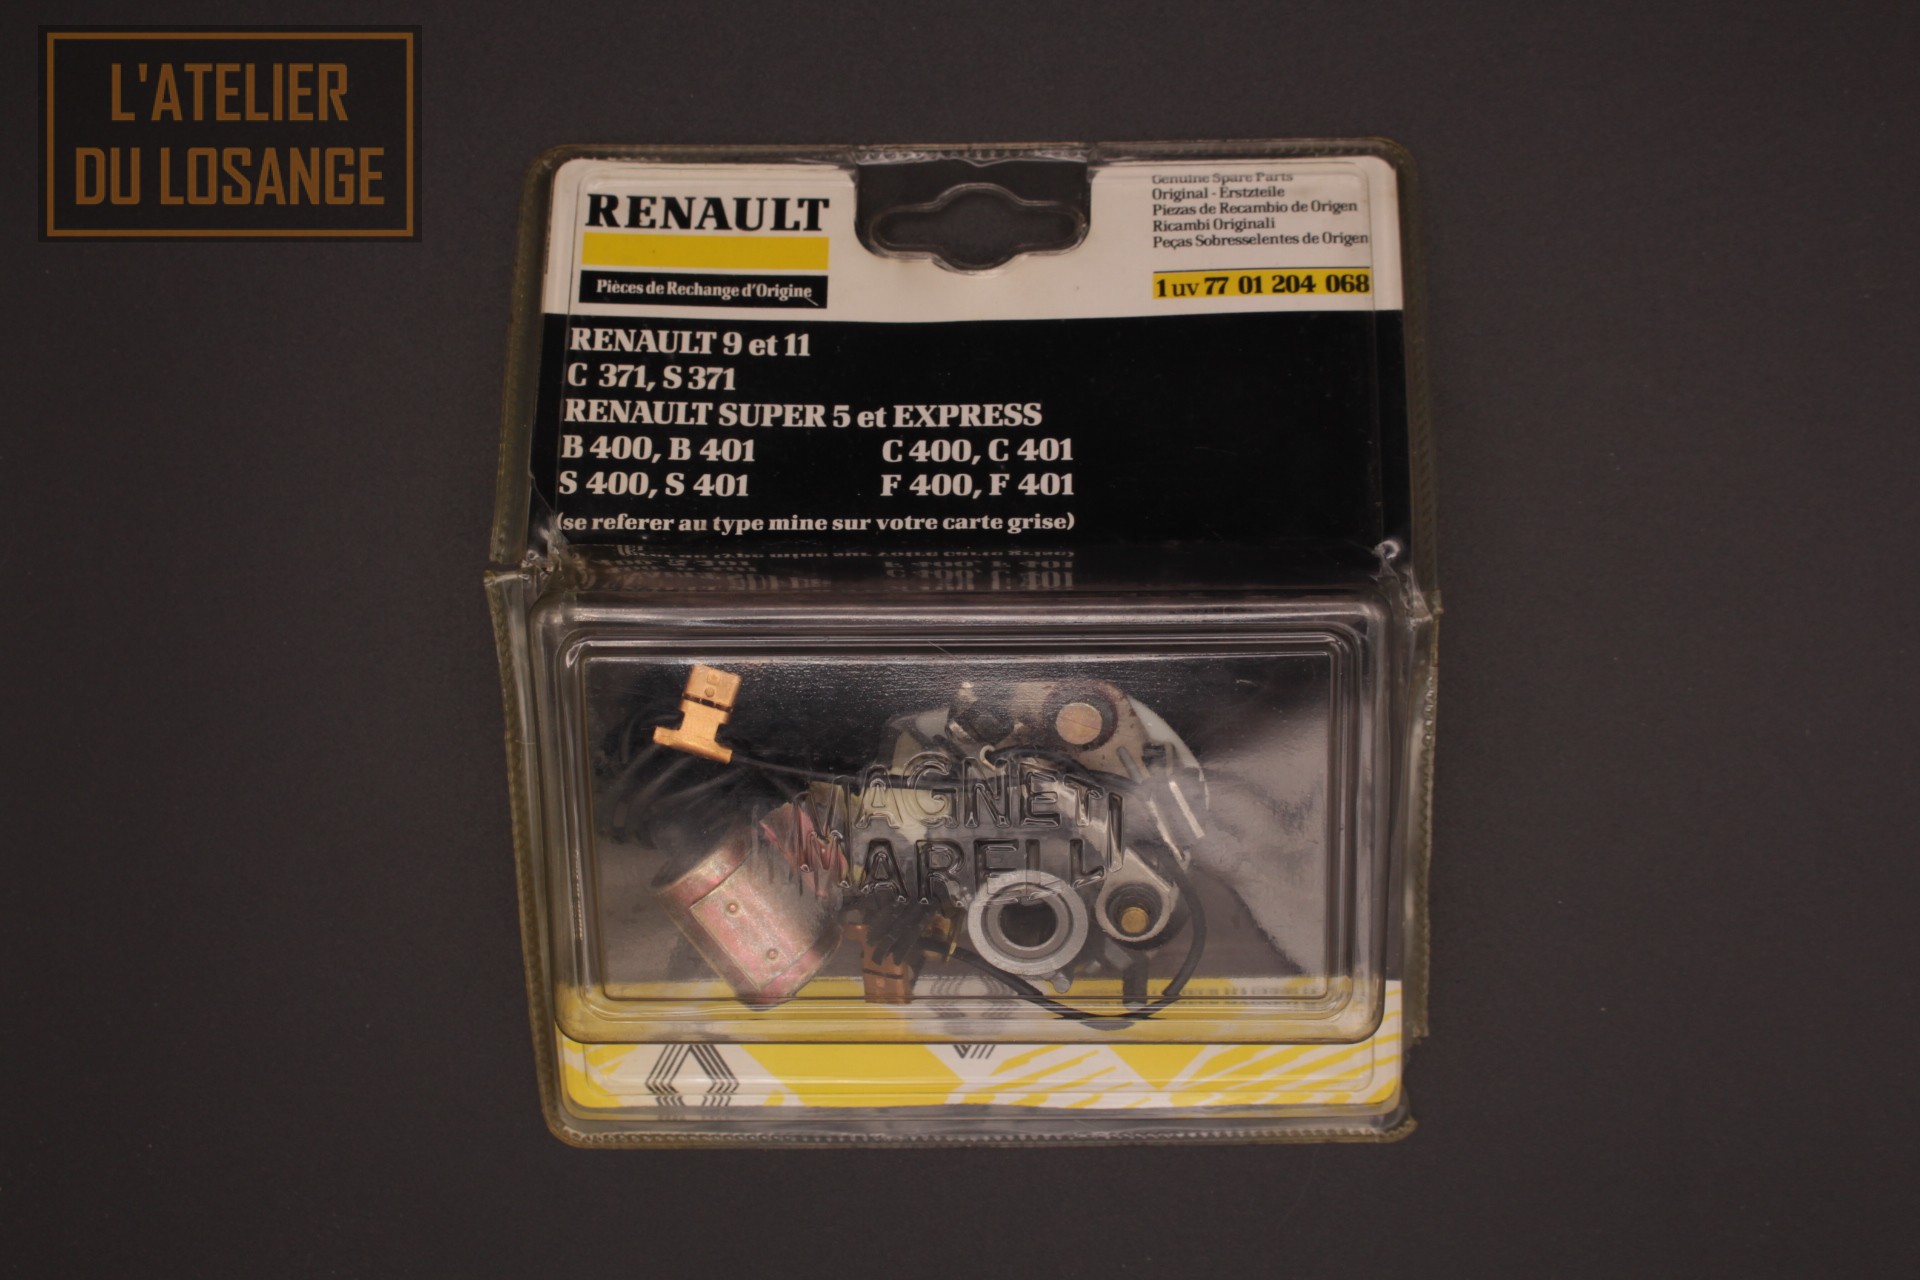 L'ATELIER
DU LOSANGE
RENAULT
Pièces de Rechange d'Origine
Genuine Spare Parts
Original - Erstzteile
Piezas de Recambio de Origen
Ricambi Originali
Peças Sobresselentes de Origen
1 uv 77 01 204 068
RENAULT 9 et 11
C 371, S 371
RENAULT SUPER 5 et EXPRESS
B 400, B 401 C 400, C 401
S 400, S 401 F 400, F 401
(se referer au type mine sur votre carte grise)
MAGNETI
MARELLI